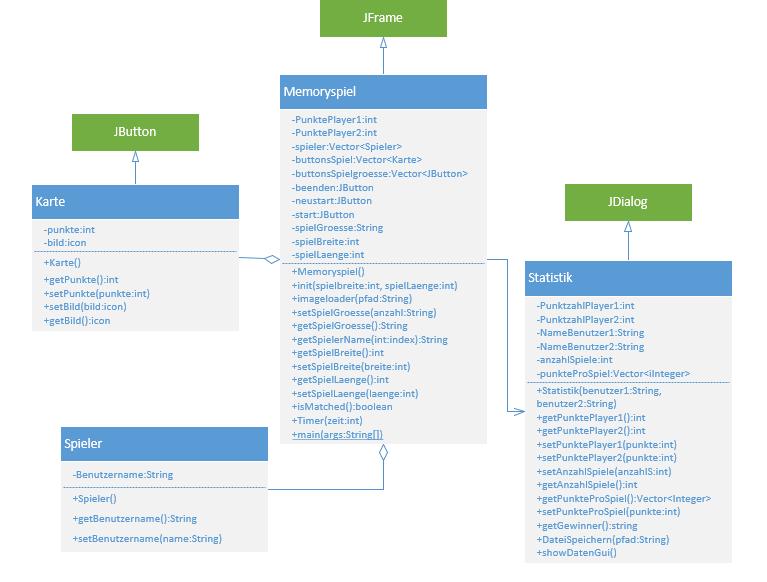 JFrame
Memoryspiel
-PunktePlayer1:int
-PunktePlayer2:int
-spieler:Vector<Spieler>
-buttonsSpiel:Vector<Karte>
-buttonsSpielgroesse:Vector<JButton>
-beenden:JButton
-neustart:JButton
-start:JButton
-spielGroesse:String
-spielBreite:int
-spielLaenge:int
+Memoryspiel()
+init(spielbreite:int, spielLaenge:int)
+imageloader(pfad:String)
+setSpielGroesse(anzahl:String)
+getSpielGroesse():String
+getSpielerName(int:index):String
+getSpielBreite():int
+setSpielBreite(breite:int)
+getSpielLaenge():int
+setSpielLaenge(laenge:int)
+isMatched():boolean
+Timer(zeit:int)
+main(args:String[])
JButton
Karte
-punkte:int
-bild:icon
+Karte()
+getPunkte():int
+setPunkte(punkte:int)
+setBild(bild:icon)
+getBild():icon
Spieler
-Benutzername:String
+Spieler()
+getBenutzername():String
+setBenutzername(name:String)
JDialog
Statistik
-PunktzahlPlayer1:int
-PunktzahlPlayer2:int
-NameBenutzer1:String
-NameBenutzer2:String
-anzahlSpiele:int
-punkteProSpiel:Vector<iInteger>
+Statistik(benutzer1:String,
benutzer2:String)
+getPunktePlayer1():int
+getPunktePlayer2():int
+setPunktePlayer1(punkte:int)
+setPunktePlayer2(punkte:int)
+setAnzahlSpiele(anzahlS:int)
+getAnzahlSpiele():int
+getPunkteProSpiel():Vector<Integer>
+setPunkteProSpiel(punkte:int)
+getGewinner():string
+DateiSpeichern(pfad:String)
+showDatenGui()